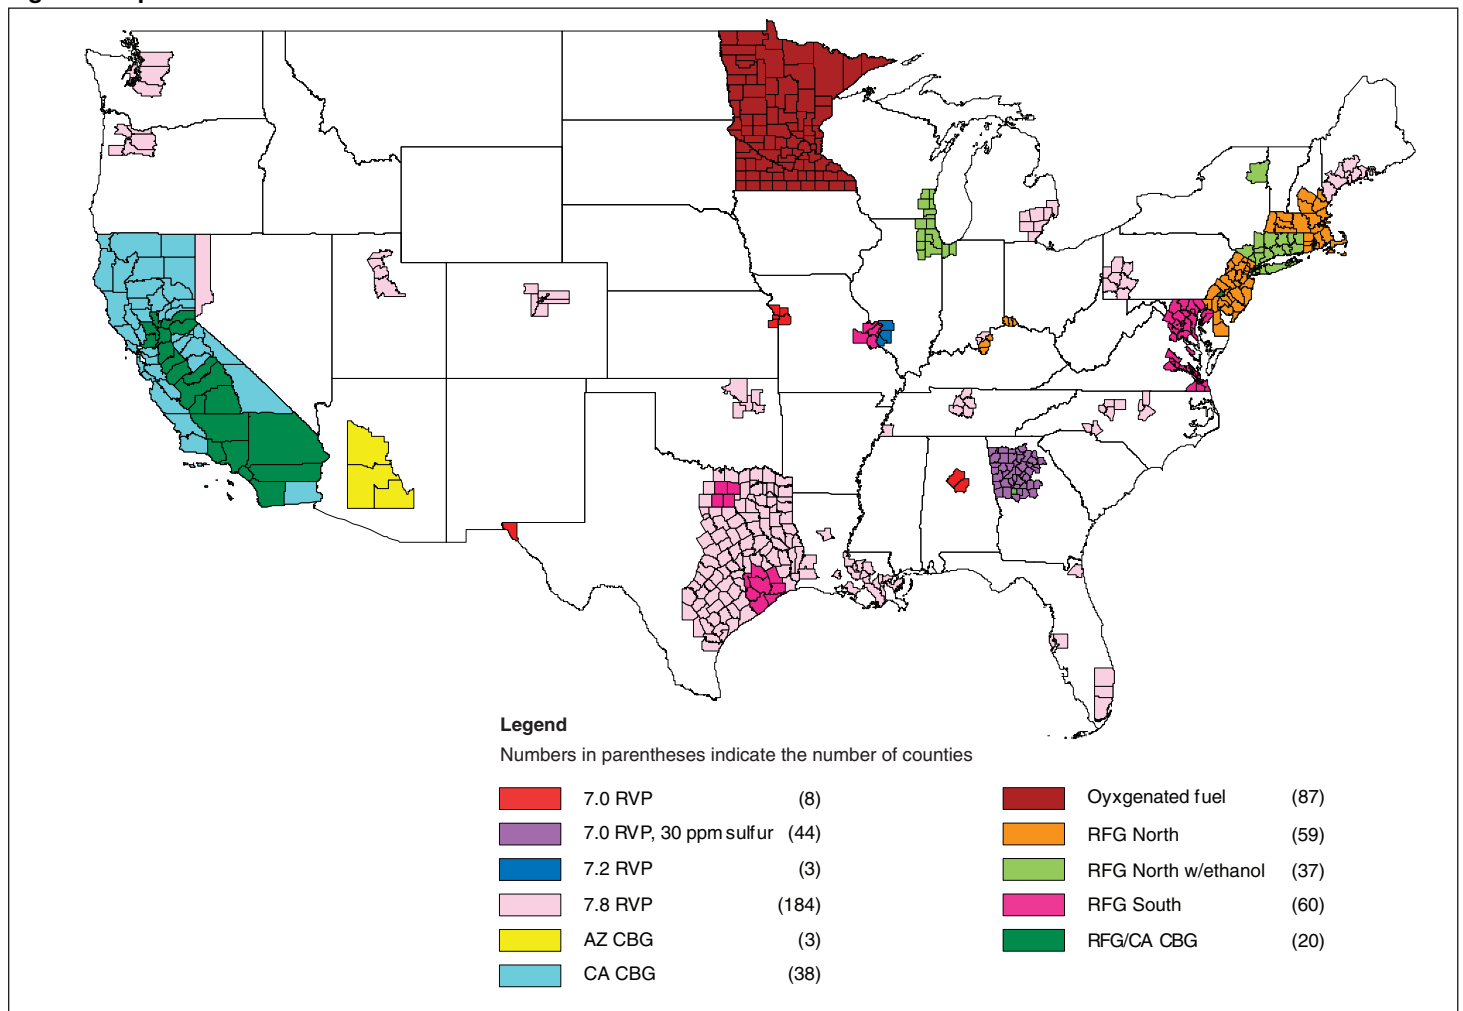 Legend
Numbers in parentheses indicate the number of counties
7.0 RVP (8)
7.0 RVP, 30 ppm sulfur (44)
7.2 RVP (3)
7.8 RVP (184)
AZ CBG (3)
CA CBG (38)
Oyxgenated fuel (87)
RFG North (59)
RFG North w/ethanol (37)
RFG South (60)
RFG/CA CBG (20)